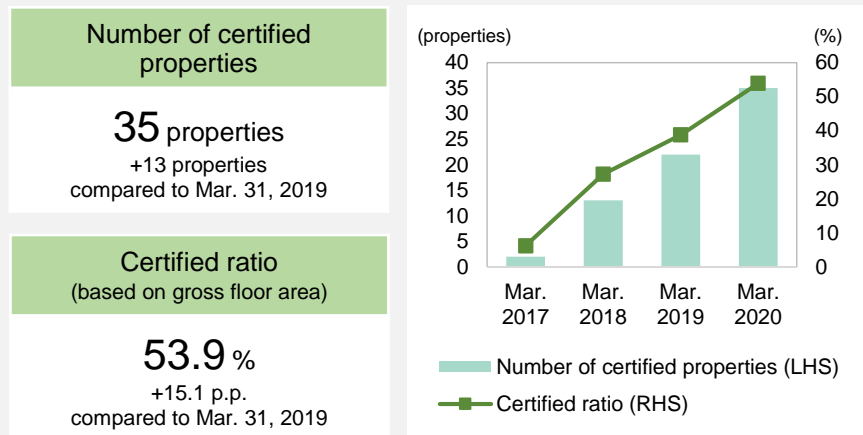 Number of certified
properties
35 properties
+13 properties
compared to Mar. 31, 2019
Certified ratio
(based on gross floor area)
53.9 %
+15.1 p.p.
compared to Mar. 31, 2019
(properties) (%)
40 60
35 50
30
25 40
20 30
15 20
10
5 10
0 0
Mar. Mar. Mar. Mar.
2017 2018 2019 2020
Number of certified properties (LHS)
Certified ratio (RHS)